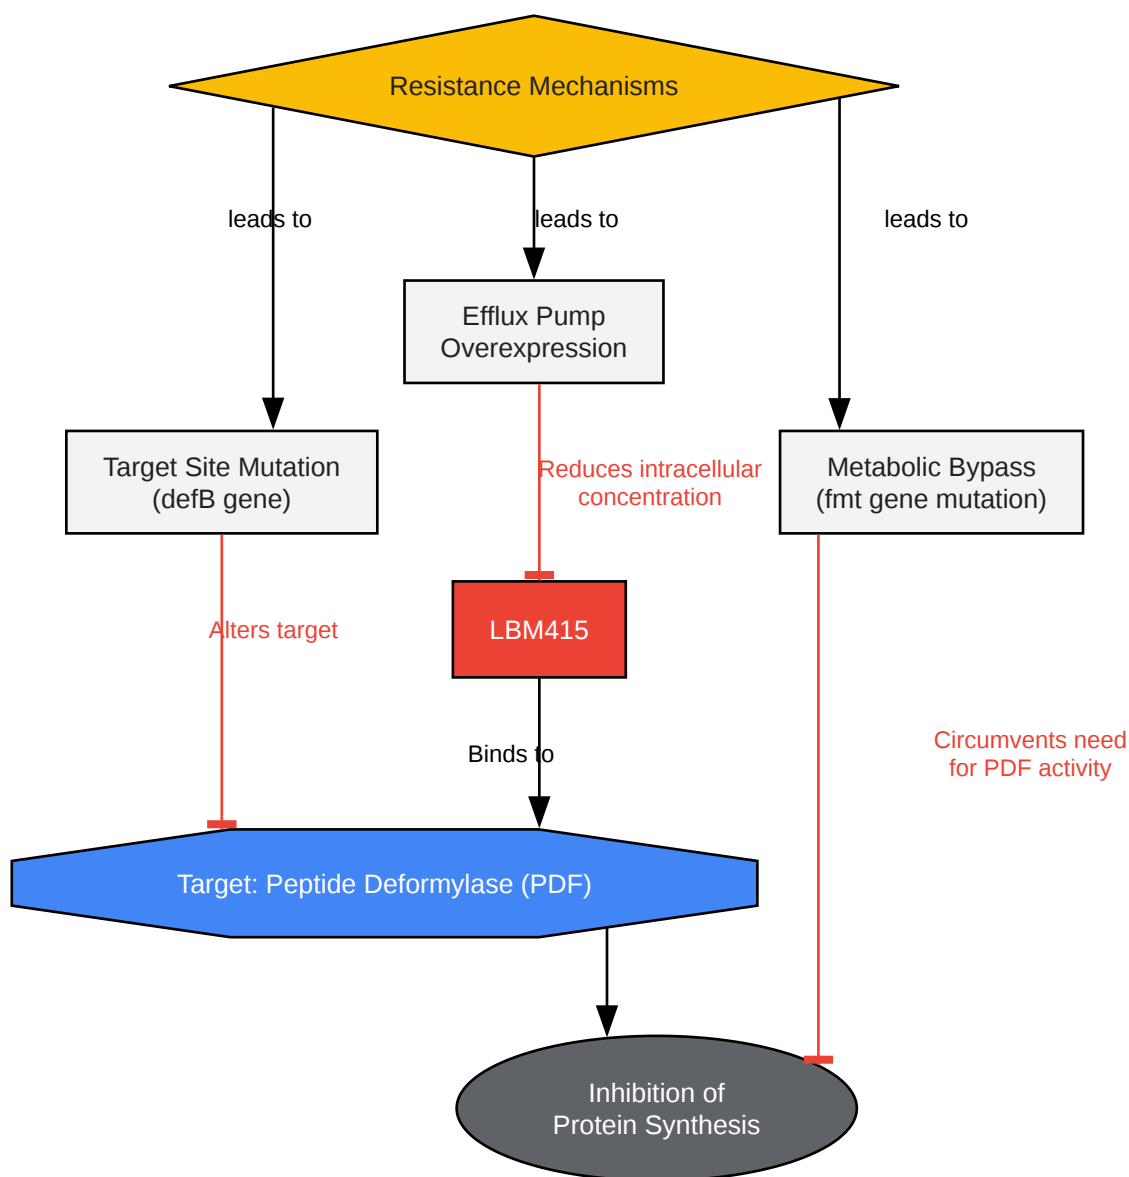 Resistance Mechanisms
leads to
leads to
leads to
Efflux Pump
Overexpression
Target Site Mutation
(defB gene)
Reduces intracellular
concentration
Metabolic Bypass
(fmt gene mutation)
Alters target
LBM415
Binds to
Circumvents need
for PDF activity
Target: Peptide Deformylase (PDF)
Inhibition of
Protein Synthesis